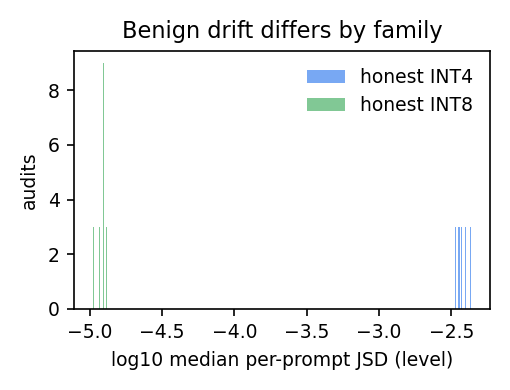 Benign drift differs by family
honest INT4
honest INT8
audits
8
6
4
2
0
−5.0 −4.5 −4.0 −3.5 −3.0 −2.5
log10 median per-prompt JSD (level)